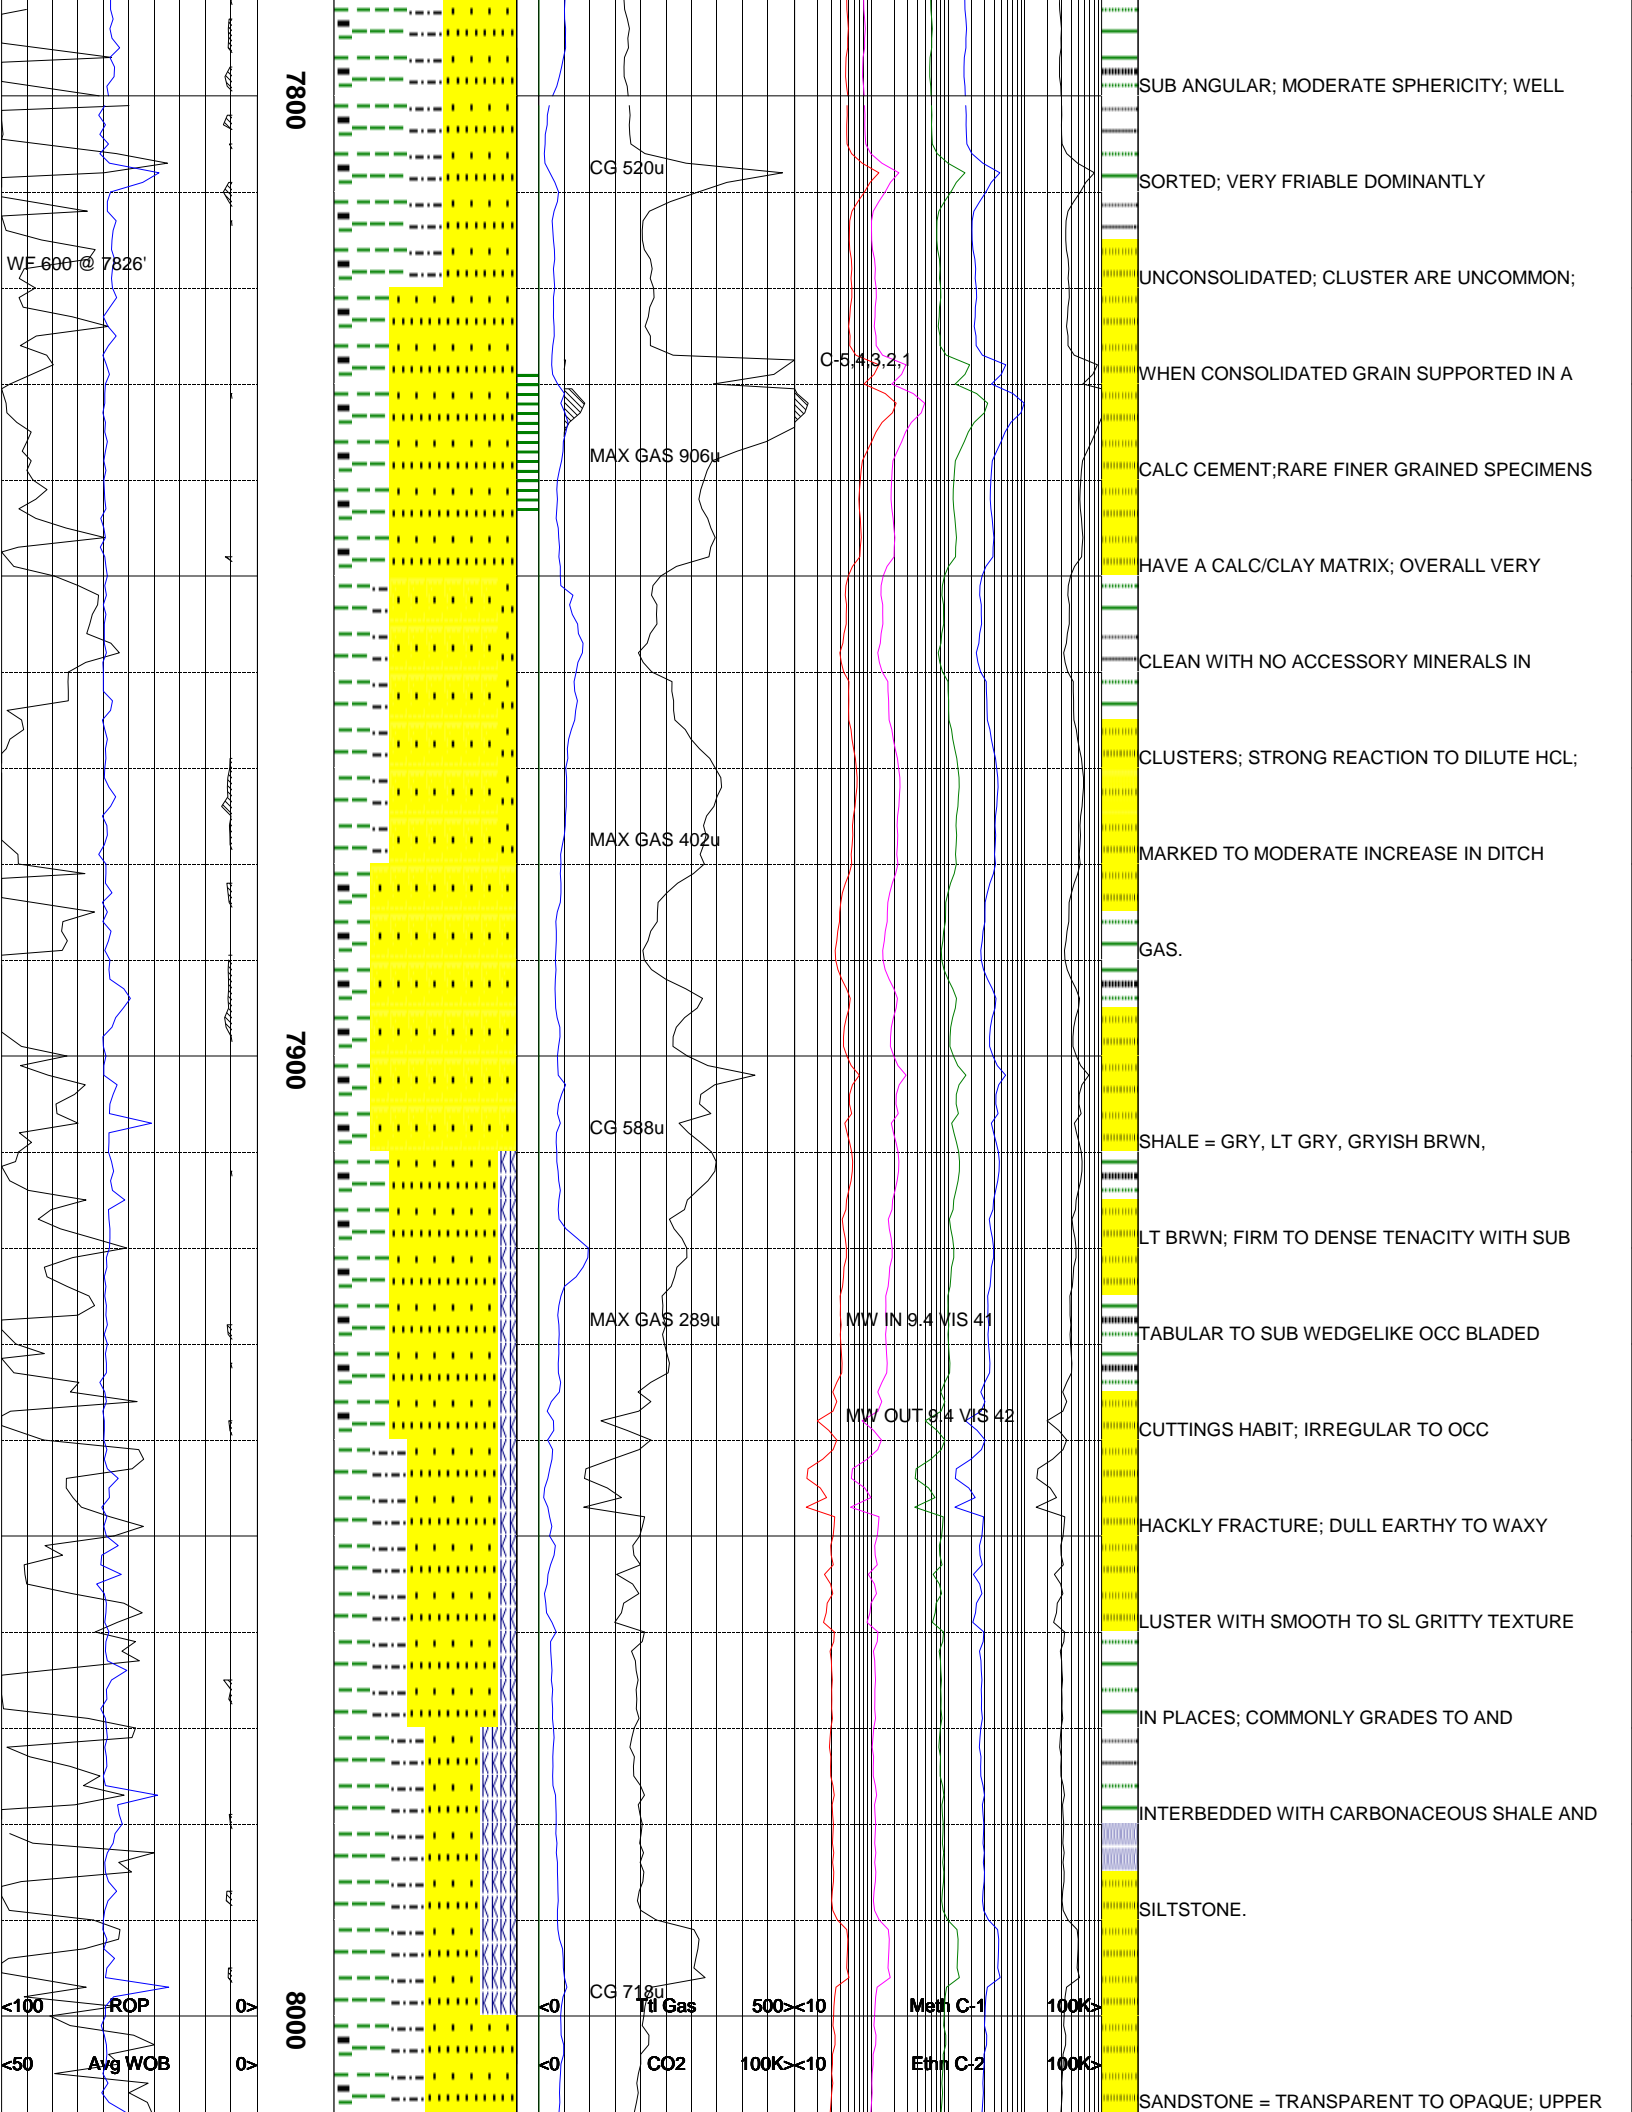 7800
SUB ANGULAR; MODERATE SPHERICITY; WELL
CG 520u
SORTED; VERY FRIABLE DOMINANTLY
WF 600 @ 7826'
UNCONSOLIDATED; CLUSTER ARE UNCOMMON;
C-5,4,3,2,1
WHEN CONSOLIDATED GRAIN SUPPORTED IN A
MAX GAS 906u
CALC CEMENT;RARE FINER GRAINED SPECIMENS
HAVE A CALC/CLAY MATRIX; OVERALL VERY
CLEAN WITH NO ACCESSORY MINERALS IN
CLUSTERS; STRONG REACTION TO DILUTE HCL;
MAX GAS 402u
MARKED TO MODERATE INCREASE IN DITCH
GAS.
7900
CG 588u
SHALE = GRY, LT GRY, GRYISH BRWN,
LT BRWN; FIRM TO DENSE TENACITY WITH SUB
MAX GAS 289u
MW IN 9.4 VIS 41
TABULAR TO SUB WEDGELIKE OCC BLADED
MW OUT 9.4 VIS 42
CUTTINGS HABIT; IRREGULAR TO OCC
HACKLY FRACTURE; DULL EARTHY TO WAXY
LUSTER WITH SMOOTH TO SL GRITTY TEXTURE
IN PLACES; COMMONLY GRADES TO AND
INTERBEDDED WITH CARBONACEOUS SHALE AND
SILTSTONE.
CG 718u
<100 ROP 0>
8000
<0 Ttl Gas 500>
<10 Meth C-1 100K>
<50 Avg WOB 0>
<0 CO2 100K>
<10 Ethn C-2 100K>
SANDSTONE = TRANSPARENT TO OPAQUE; UPPER